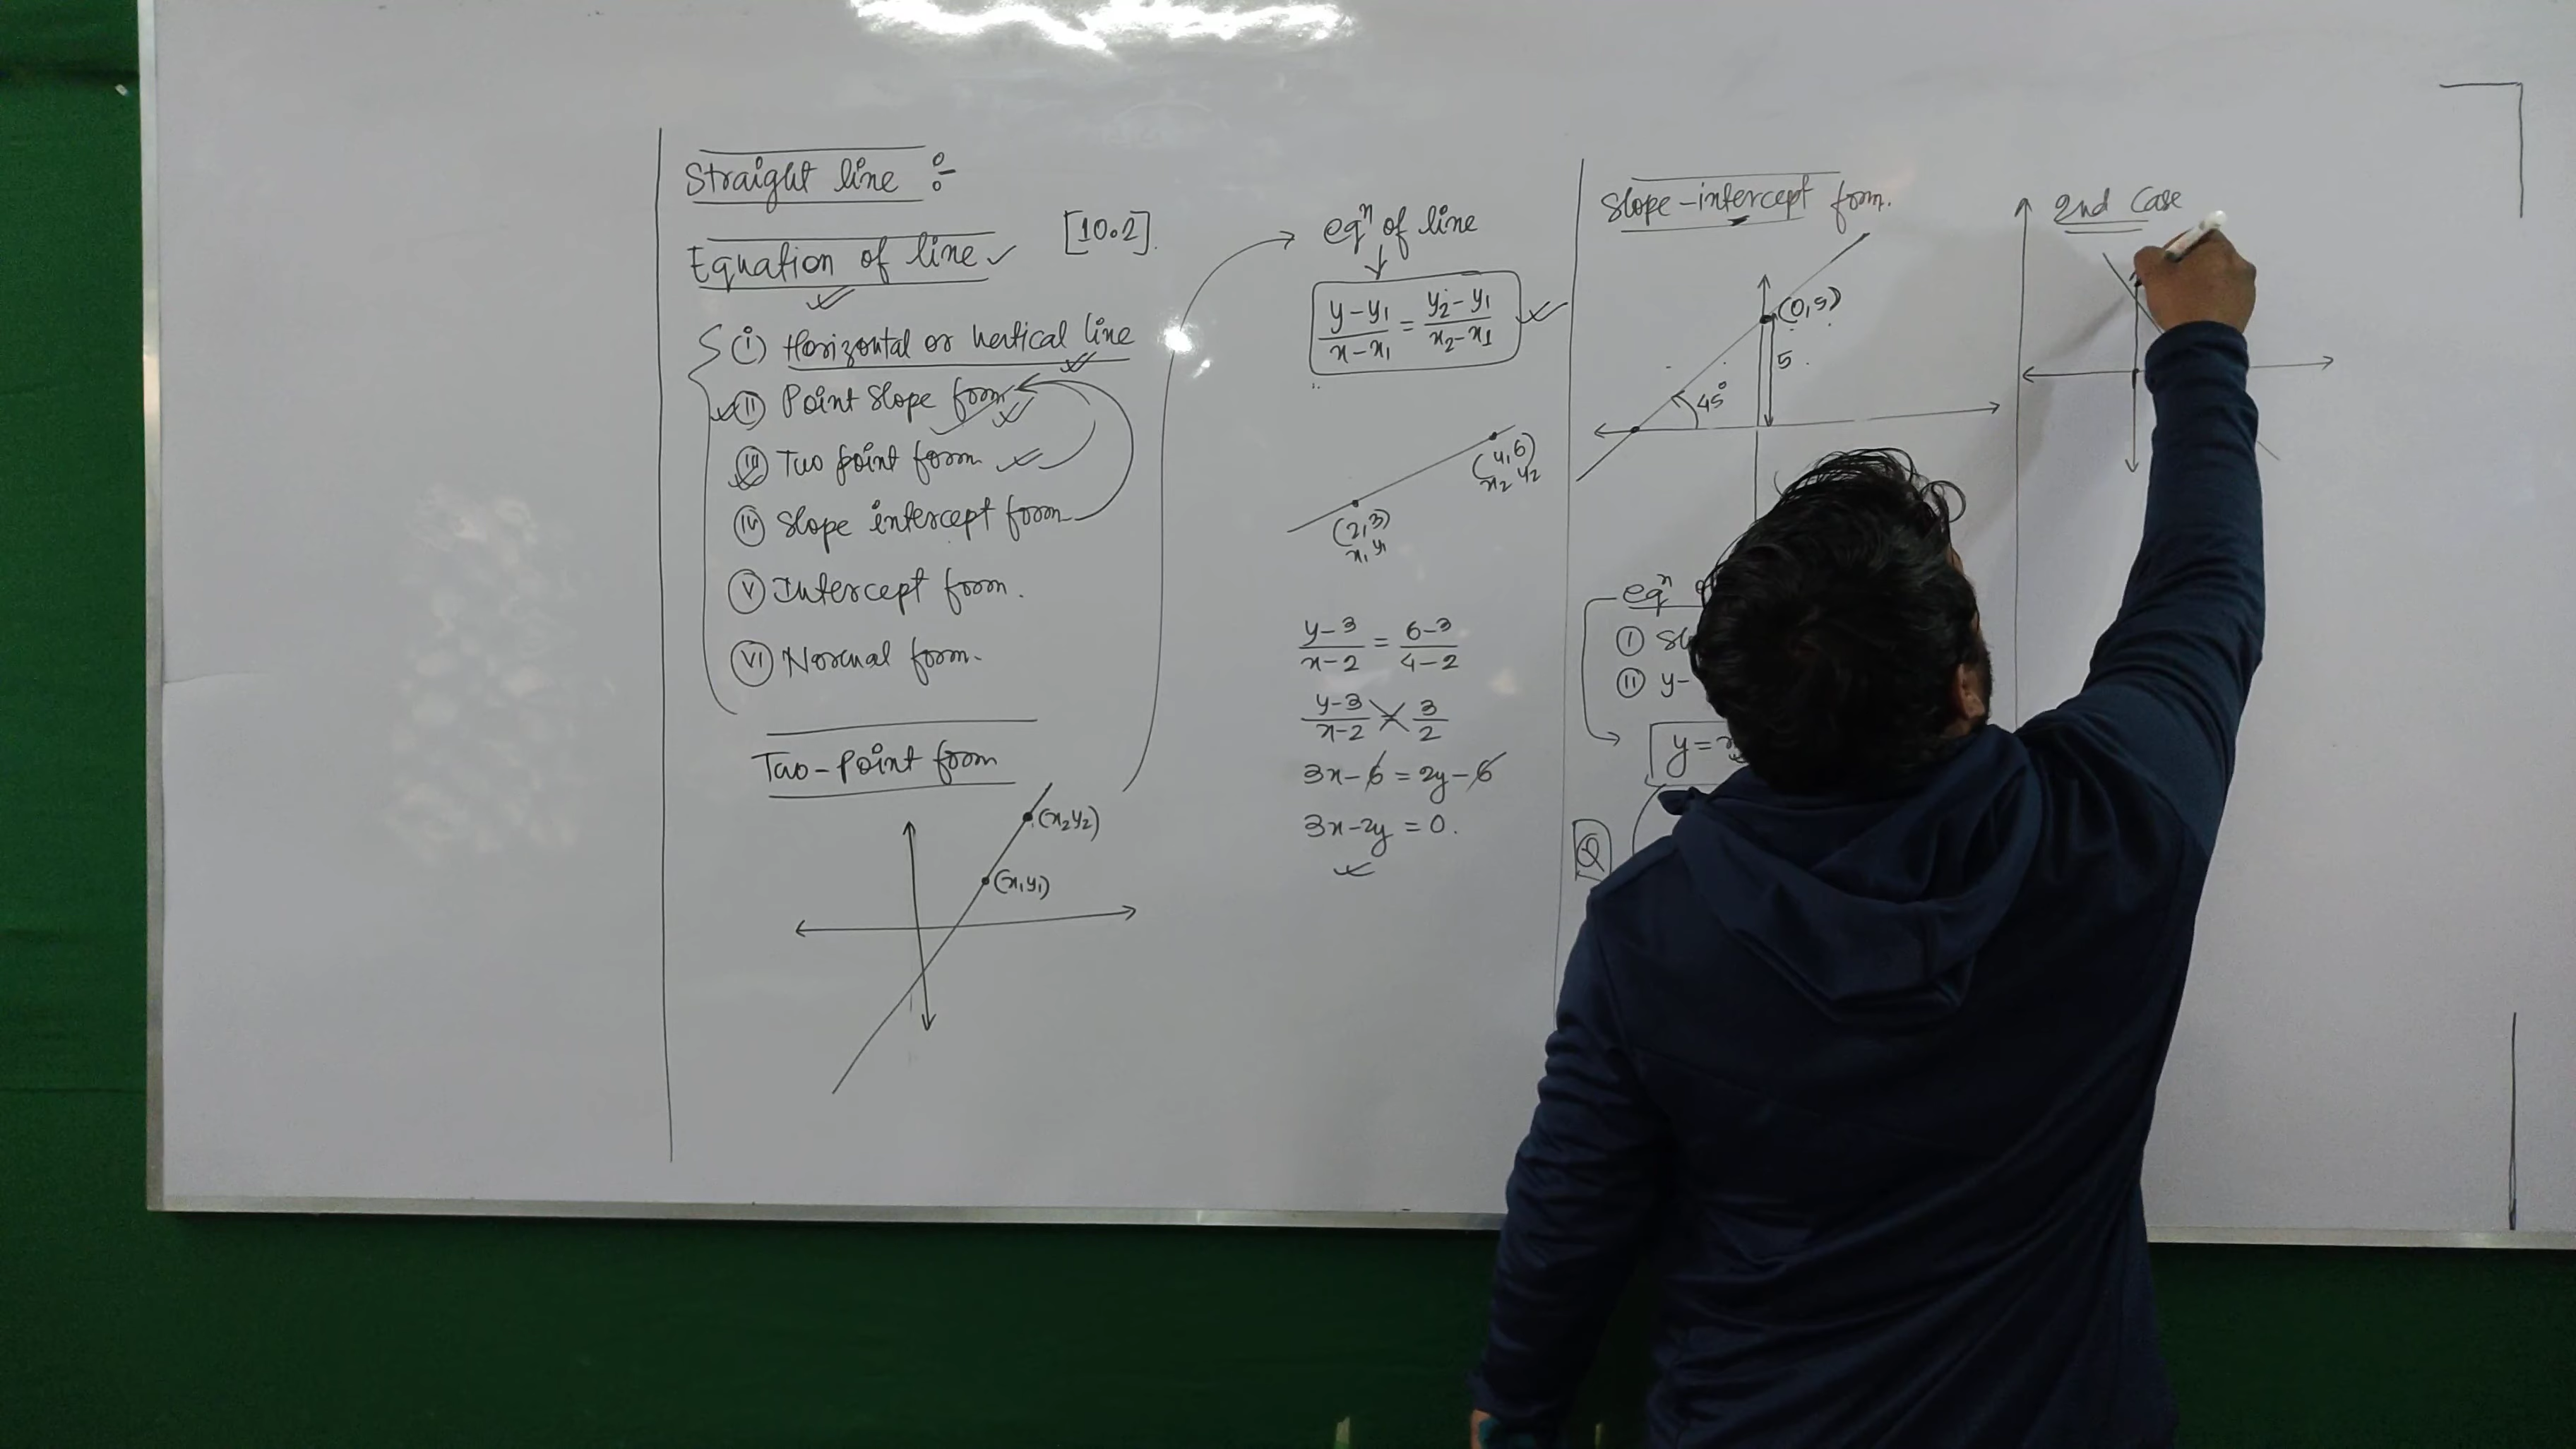 Straight line ÷
Equation of line [10.2].
(i) Horizontal or vertical line
(ii) Point slope form
(iii) Two point form
(iv) Slope intercept form
(v) Intercept form.
(vi) Normal form.
Two-point form
(x₂y₂)
(x₁y₁)
eqⁿ of line
y-y₁/x-x₁ = y₂-y₁/x₂-x₁
(4,6)
x₂ y₂
(2,3)
x₁ y₁
y-3/x-2 = 6-3/4-2
y-3/x-2 = 3/2
3x-6 = 2y-6
3x-2y = 0.
Slope-intercept form.
(0,5)
5
45°
eqⁿ
(i)
(ii) y-
y =
Q
2nd Case